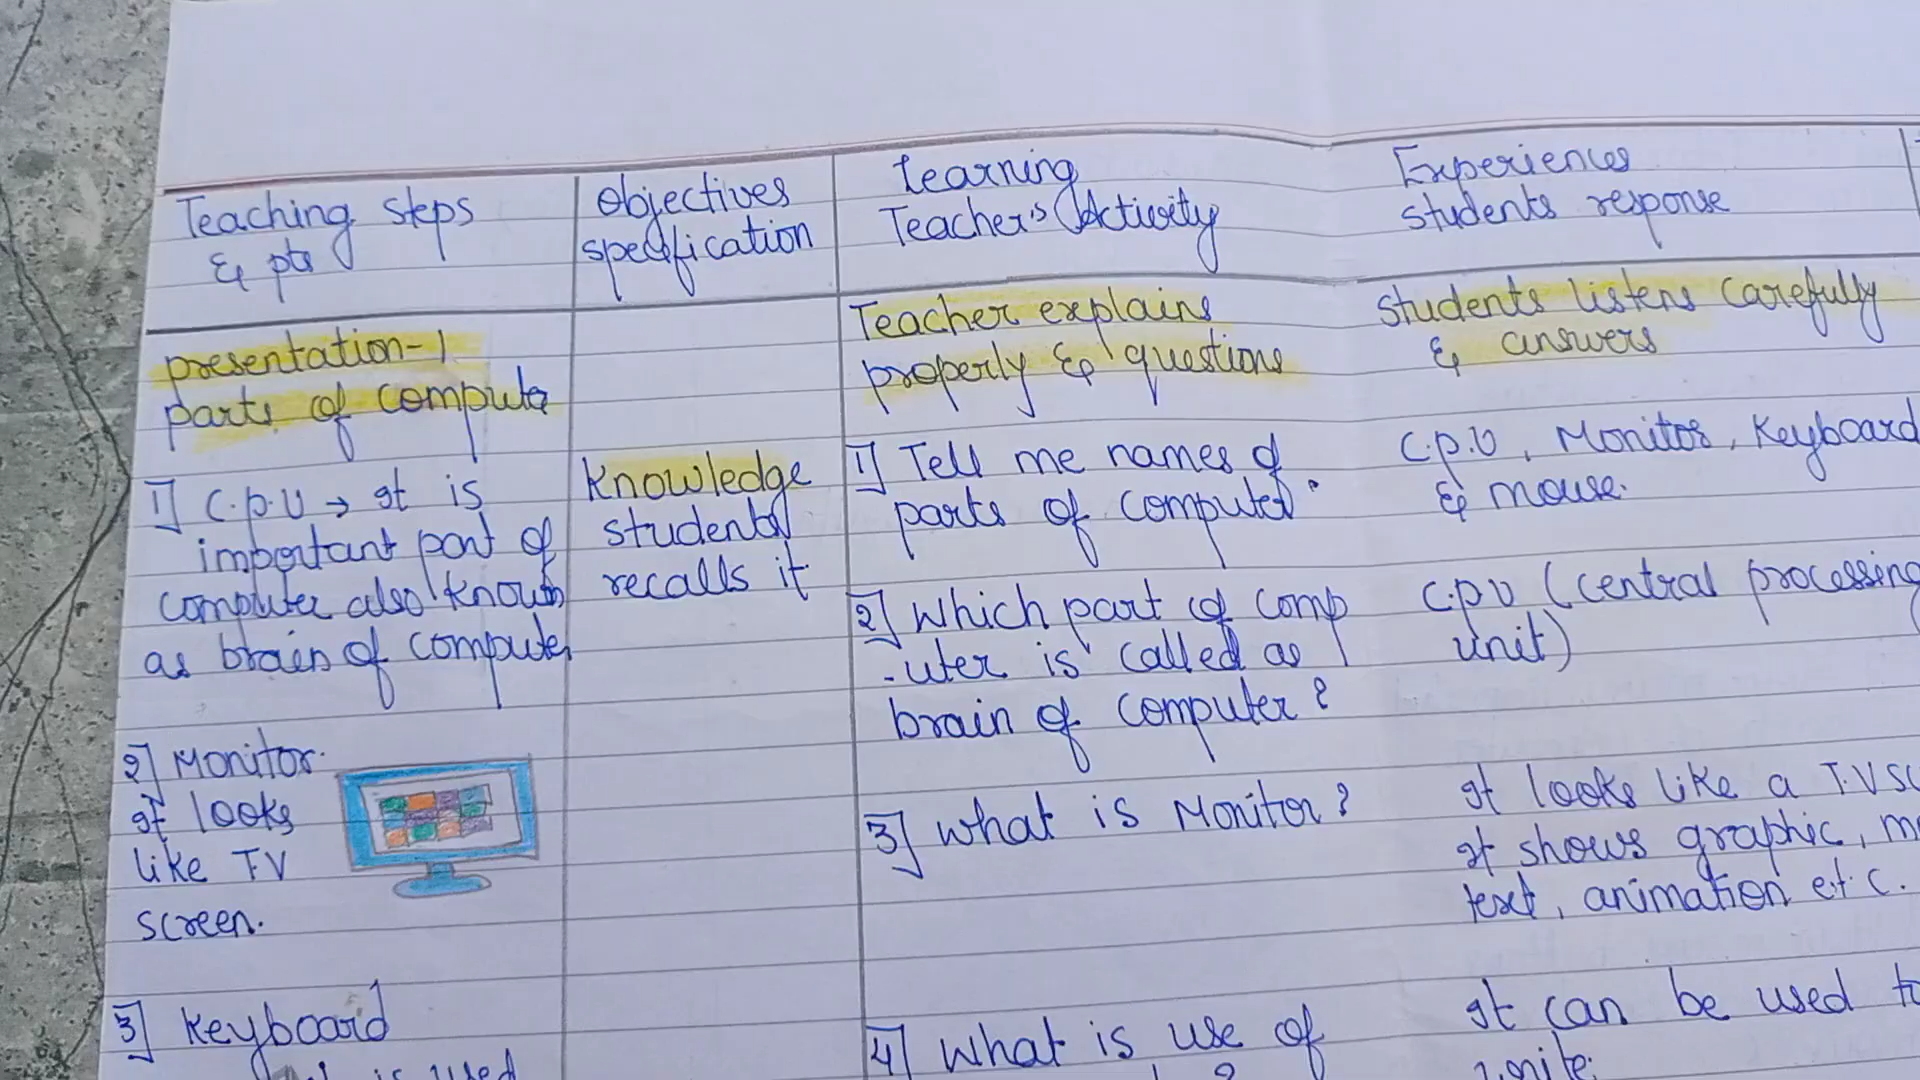 Teaching steps
& pts
Objectives
specification
Learning
Teacher's Activity
Experiences
students response
presentation-1
parts of computer
Teacher explains
properly & questions
Students listens carefully
& answers
1] C.P.U → It is
important part of
computer also known
as brain of computer
Knowledge
students
recalls it
1] Tell me names of
parts of computer
C.P.U, Monitor, Keyboard
& mouse.
2] Which part of comp
-uter is called as
brain of computer?
C.P.U (central processing
unit)
2] Monitor.
It looks
like TV
screen.
3] what is Monitor?
It looks like a T.V
It shows graphic,
text, animation etc.
3] Keyboard
is used
4] what is use of
It can be used to